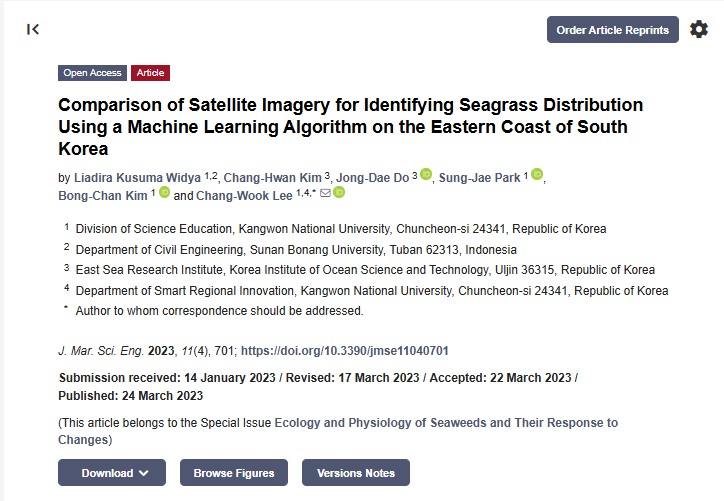 Order Article Reprints
Open Access Article
Comparison of Satellite Imagery for Identifying Seagrass Distribution
Using a Machine Learning Algorithm on the Eastern Coast of South
Korea
by Liadira Kusuma Widya 1,2, Chang-Hwan Kim 3, Jong-Dae Do 3 iD, Sung-Jae Park 1 iD,
Bong-Chan Kim 1 iD and Chang-Wook Lee 1,4,* iD
1 Division of Science Education, Kangwon National University, Chuncheon-si 24341, Republic of Korea
2 Department of Civil Engineering, Sunan Bonang University, Tuban 62313, Indonesia
3 East Sea Research Institute, Korea Institute of Ocean Science and Technology, Uljin 36315, Republic of Korea
4 Department of Smart Regional Innovation, Kangwon National University, Chuncheon-si 24341, Republic of Korea
* Author to whom correspondence should be addressed.
J. Mar. Sci. Eng. 2023, 11(4), 701; https://doi.org/10.3390/jmse11040701
Submission received: 14 January 2023 / Revised: 17 March 2023 / Accepted: 22 March 2023 /
Published: 24 March 2023
(This article belongs to the Special Issue Ecology and Physiology of Seaweeds and Their Response to
Changes)
Download Browse Figures Versions Notes